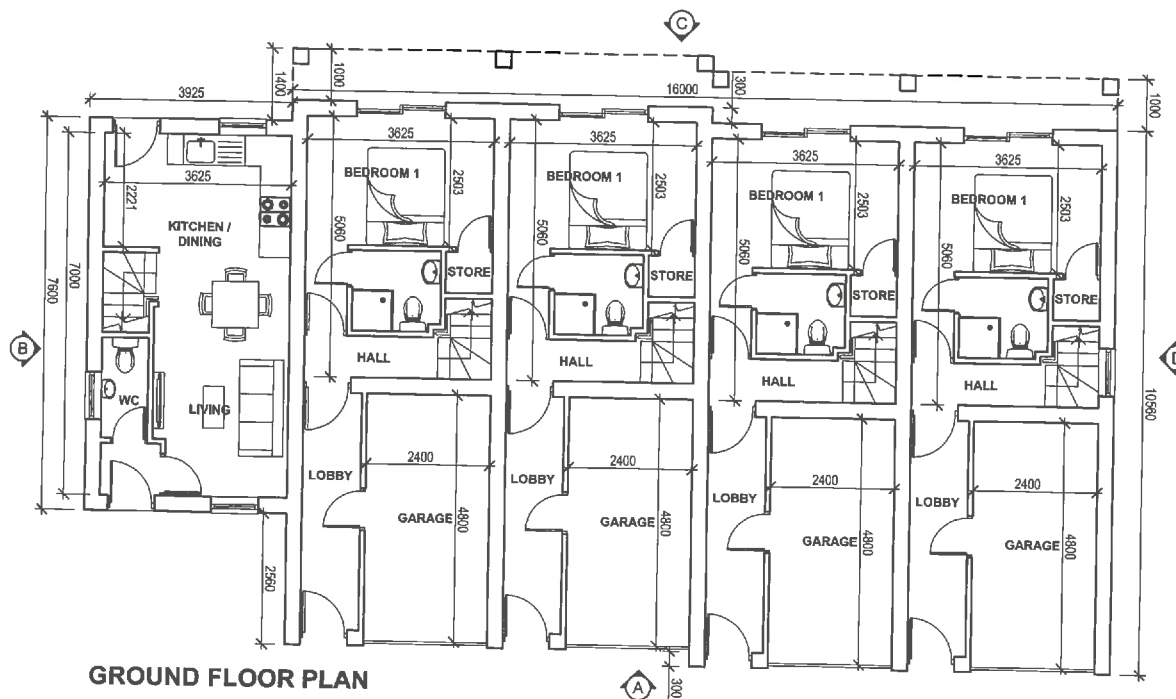 C
1400
1000
300
3925
16000
1000
3625
3625
3625
3625
3625
2221
2503
2503
2503
2503
BEDROOM 1
BEDROOM 1
BEDROOM 1
BEDROOM 1
KITCHEN /
DINING
5060
5060
5060
5060
STORE
STORE
STORE
STORE
7600
7000
B
D
HALL
HALL
HALL
HALL
WC
LIVING
10560
LOBBY
LOBBY
LOBBY
LOBBY
2400
2400
2400
2400
GARAGE
GARAGE
GARAGE
GARAGE
4800
4800
4800
4800
2560
GROUND FLOOR PLAN
A
300